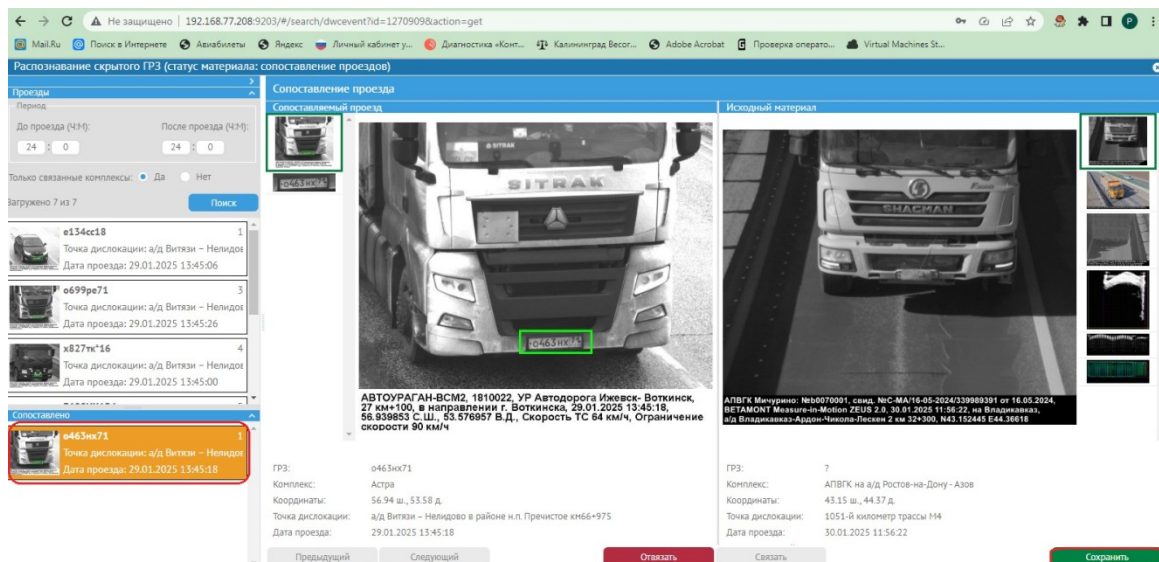 Не защищено | 192.168.77.208:9203/#/search/dwcevent?id=1270909&action=get
Mail.Ru Поиск в Интернете Авиабилеты Яндекс Личный кабинет у... Диагностика «Конт... Калининград Весог... Adobe Acrobat Проверка операто... Virtual Machines St...
Распознавание скрытого ГРЗ (статус материала: сопоставление проездов)
Проезды
Период
До проезда (Ч:М): После проезда (Ч:М):
24 : 0 24 : 0
Только связанные комплексы: Да Нет
Загружено 7 из 7 Поиск
е134сс18 1
Точка дислокации: а/д Витязи – Нелидов
Дата проезда: 29.01.2025 13:45:06
о699ре71 3
Точка дислокации: а/д Витязи – Нелидов
Дата проезда: 29.01.2025 13:45:26
х827тк*16 4
Точка дислокации: а/д Витязи – Нелидов
Дата проезда: 29.01.2025 13:45:00
Сопоставлено
о463нх71 1
Точка дислокации: а/д Витязи – Нелидов
Дата проезда: 29.01.2025 13:45:18
Сопоставление проезда
Сопоставляемый проезд
о463нх
SITRAK
SITRAK
о463нх
АВТОУРАГАН-ВСМ2, 1810022, УР Автодорога Ижевск- Воткинск,
27 км+100, в направлении г. Воткинска, 29.01.2025 13:45:18,
56.939853 С.Ш., 53.576957 В.Д., Скорость ТС 64 км/ч, Ограничение
скорости 90 км/ч
ГРЗ: о463нх71
Комплекс: Астра
Координаты: 56.94 ш., 53.58 д.
Точка дислокации: а/д Витязи – Нелидово в районе н.п. Пречистое км66+975
Дата проезда: 29.01.2025 13:45:18
Предыдущий Следующий Отвязать
Исходный материал
SHACMAN
АПВГК Мичурино: №b0070001, свид. №С-МА/16-05-2024/339989391 от 16.05.2024,
BETAMONT Measure-in-Motion ZEUS 2.0, 30.01.2025 11:56:22, на Владикавказ,
а/д Владикавказ-Ардон-Чикола-Лескен 2 км 32+300, N43.152445 E44.36618
ГРЗ: ?
Комплекс: АПВГК на а/д Ростов-на-Дону - Азов
Координаты: 43.15 ш., 44.37 д.
Точка дислокации: 1051-й километр трассы М4
Дата проезда: 30.01.2025 11:56:22
Связать Сохранить